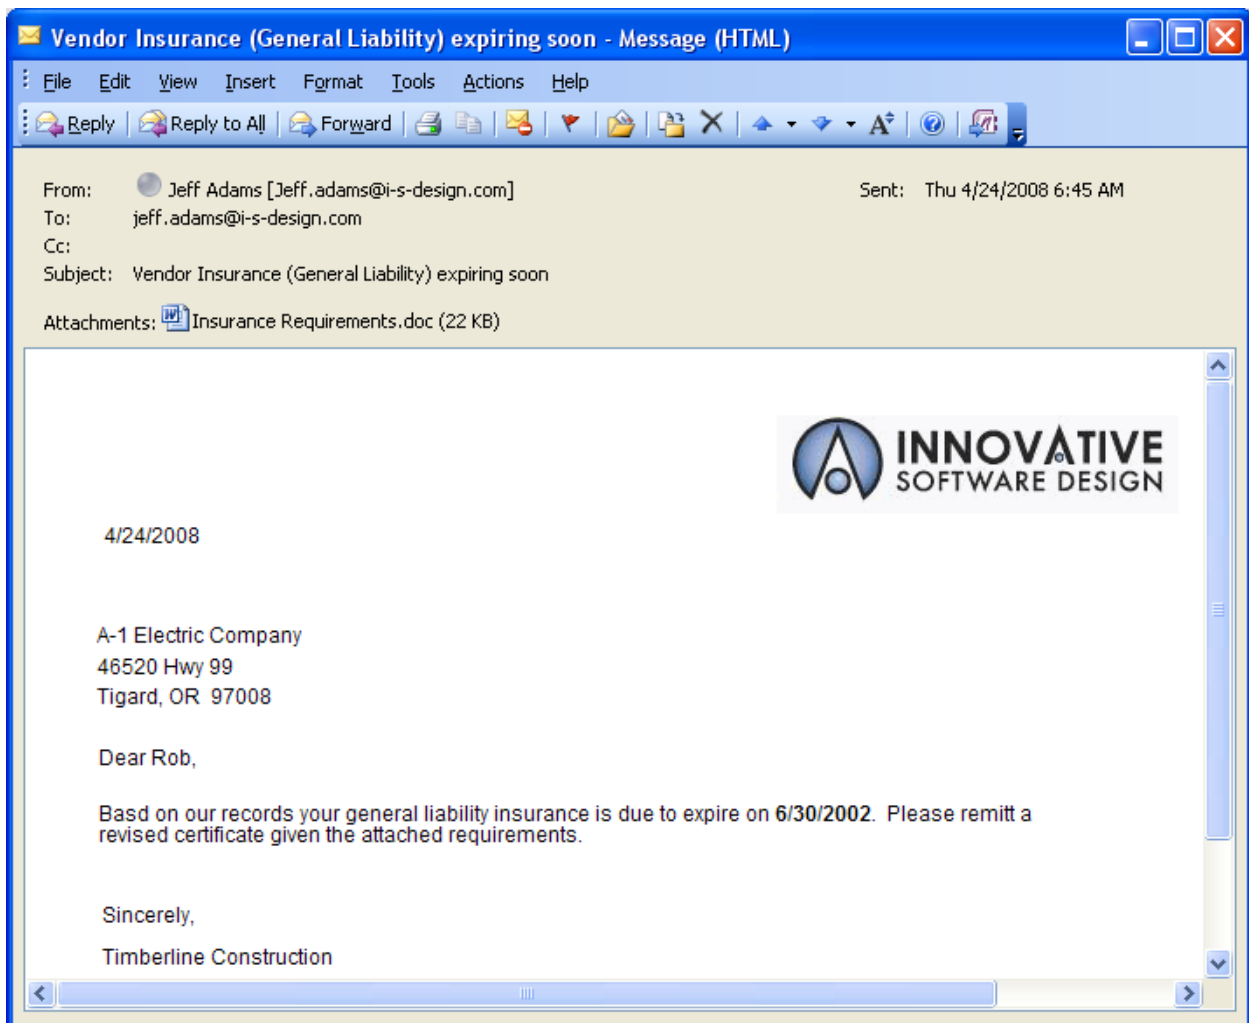 Vendor Insurance (General Liability) expiring soon - Message (HTML)
File Edit View Insert Format Tools Actions Help
Reply Reply to All Forward A
From: Jeff Adams [Jeff.adams@i-s-design.com] Sent: Thu 4/24/2008 6:45 AM
To: jeff.adams@i-s-design.com
Cc:
Subject: Vendor Insurance (General Liability) expiring soon
Attachments: Insurance Requirements.doc (22 KB)
INNOVATIVE
SOFTWARE DESIGN
4/24/2008
A-1 Electric Company
46520 Hwy 99
Tigard, OR 97008
Dear Rob,
Basd on our records your general liability insurance is due to expire on 6/30/2002. Please remitt a
revised certificate given the attached requirements.
Sincerely,
Timberline Construction